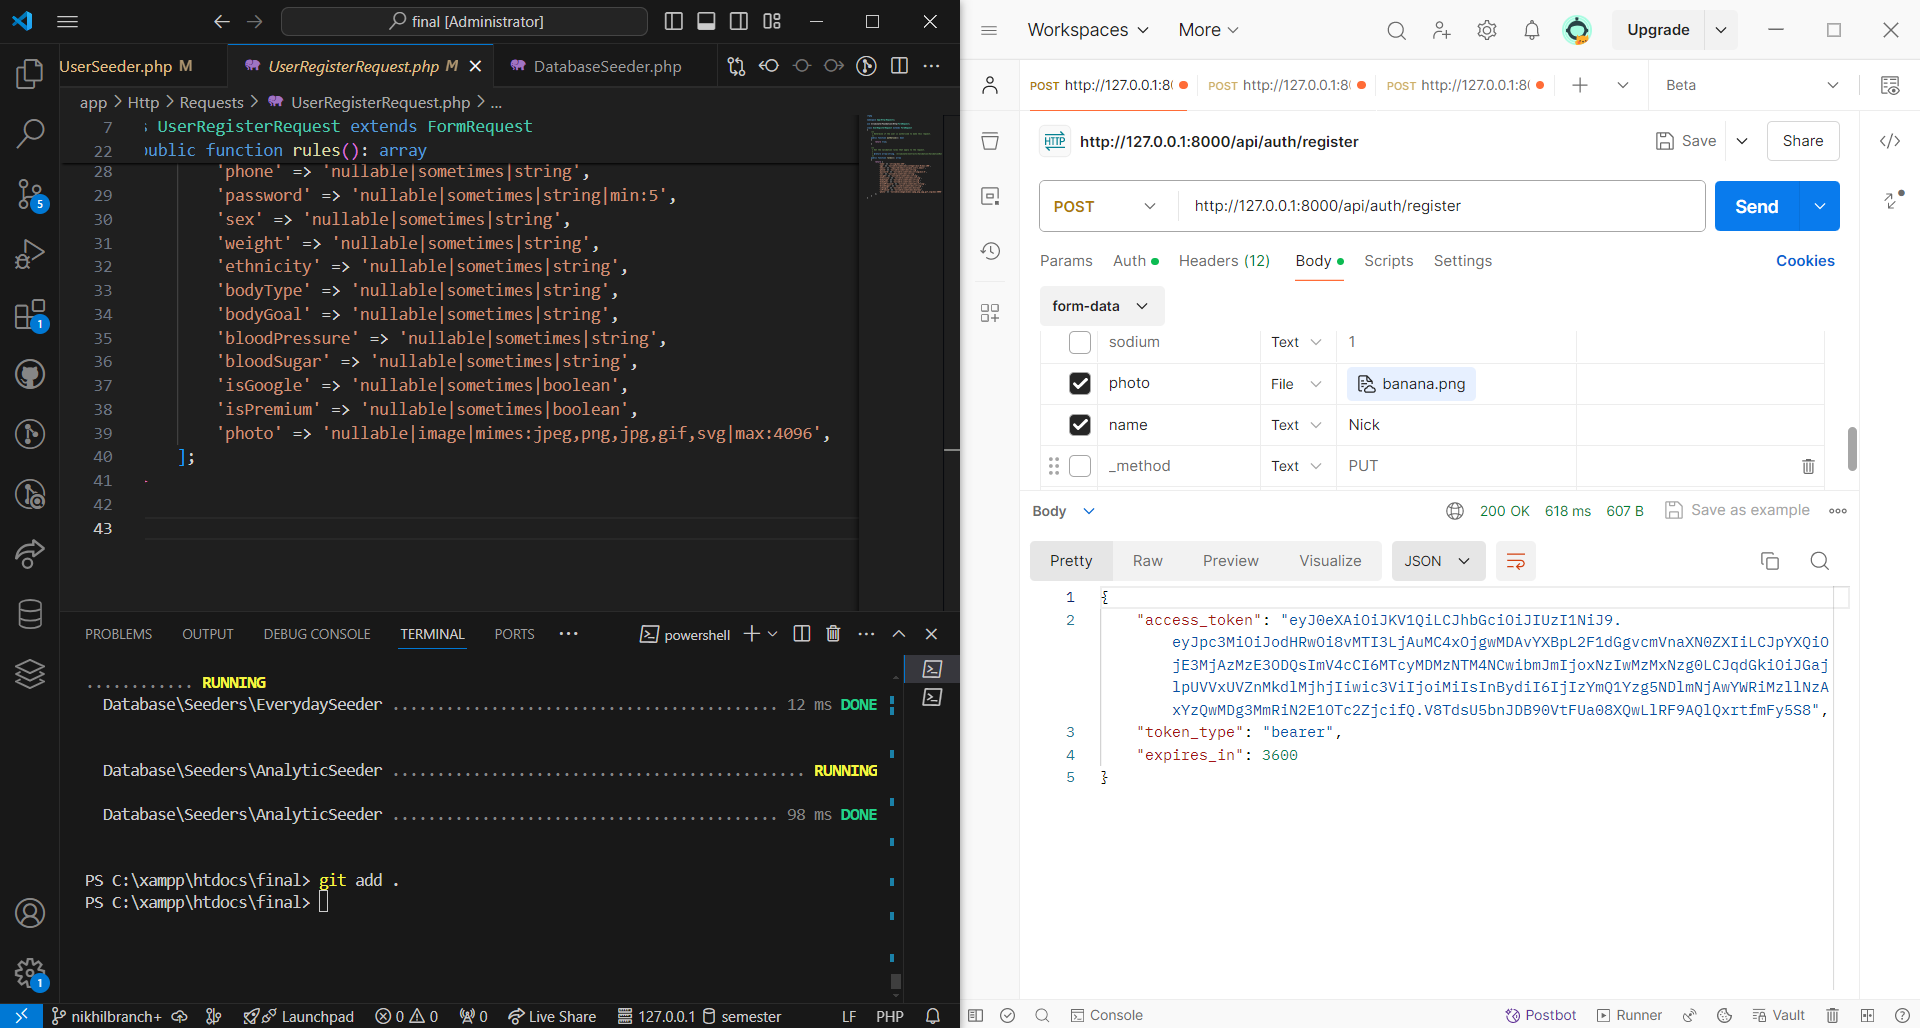 final [Administrator]
UserSeeder.php M
UserRegisterRequest.php M
DatabaseSeeder.php
app > Http > Requests > UserRegisterRequest.php > ...
7 s UserRegisterRequest extends FormRequest
22 public function rules(): array
28 'phone' => 'nullable|sometimes|string',
29 'password' => 'nullable|sometimes|string|min:5',
30 'sex' => 'nullable|sometimes|string',
31 'weight' => 'nullable|sometimes|string',
32 'ethnicity' => 'nullable|sometimes|string',
33 'bodyType' => 'nullable|sometimes|string',
34 'bodyGoal' => 'nullable|sometimes|string',
35 'bloodPressure' => 'nullable|sometimes|string',
36 'bloodSugar' => 'nullable|sometimes|string',
37 'isGoogle' => 'nullable|sometimes|boolean',
38 'isPremium' => 'nullable|sometimes|boolean',
39 'photo' => 'nullable|image|mimes:jpeg,png,jpg,gif,svg|max:4096',
40 ];
41
42
43
5
1
1
PROBLEMS OUTPUT DEBUG CONSOLE TERMINAL PORTS ... powershell
............ RUNNING
Database\Seeders\EverydaySeeder ........................................ 12 ms DONE
Database\Seeders\AnalyticSeeder ........................................... RUNNING
Database\Seeders\AnalyticSeeder ........................................ 98 ms DONE
PS C:\xampp\htdocs\final> git add .
PS C:\xampp\htdocs\final>
nikhilbranch+ Launchpad 0 0 0 Live Share 127.0.0.1 semester LF PHP
Workspaces More Upgrade
POST http://127.0.0.1:8( POST http://127.0.0.1:8( POST http://127.0.0.1:8( Beta
HTTP http://127.0.0.1:8000/api/auth/register Save Share
POST http://127.0.0.1:8000/api/auth/register Send
Params Auth Headers (12) Body Scripts Settings Cookies
form-data
sodium Text 1
photo File banana.png
name Text Nick
_method Text PUT
Body 200 OK 618 ms 607 B Save as example
Pretty Raw Preview Visualize JSON
1 {
2 "access_token": "eyJ0eXAiOiJKV1QiLCJhbGciOiJIUzI1NiJ9.
eyJpc3MiOiJodHRwOi8vMTI3LjAuMC4xOjgwMDAvYXBpL2F1dGgvcmVnaXN0ZXIiLCJpYXQiO
jE3MjAzMzE3ODQsImV4cCI6MTcyMDMzNTM4NCwibmJmIjoxNzIwMzMxNzg0LCJqdGkiOiJGaj
lpUVVxUVZnMkdlMjhjIiwic3ViIjoiMiIsInBydiI6IjIzYmQ1Yzg5NDlmNjAwYWRiMzllNzA
xYzQwMDg3MmRiN2E1OTc2ZjcifQ.V8TdsU5bnJDB90VtFUa08XQwLlRF9AQlQxrtfmFy5S8",
3 "token_type": "bearer",
4 "expires_in": 3600
5 }
Console Postbot Runner Vault